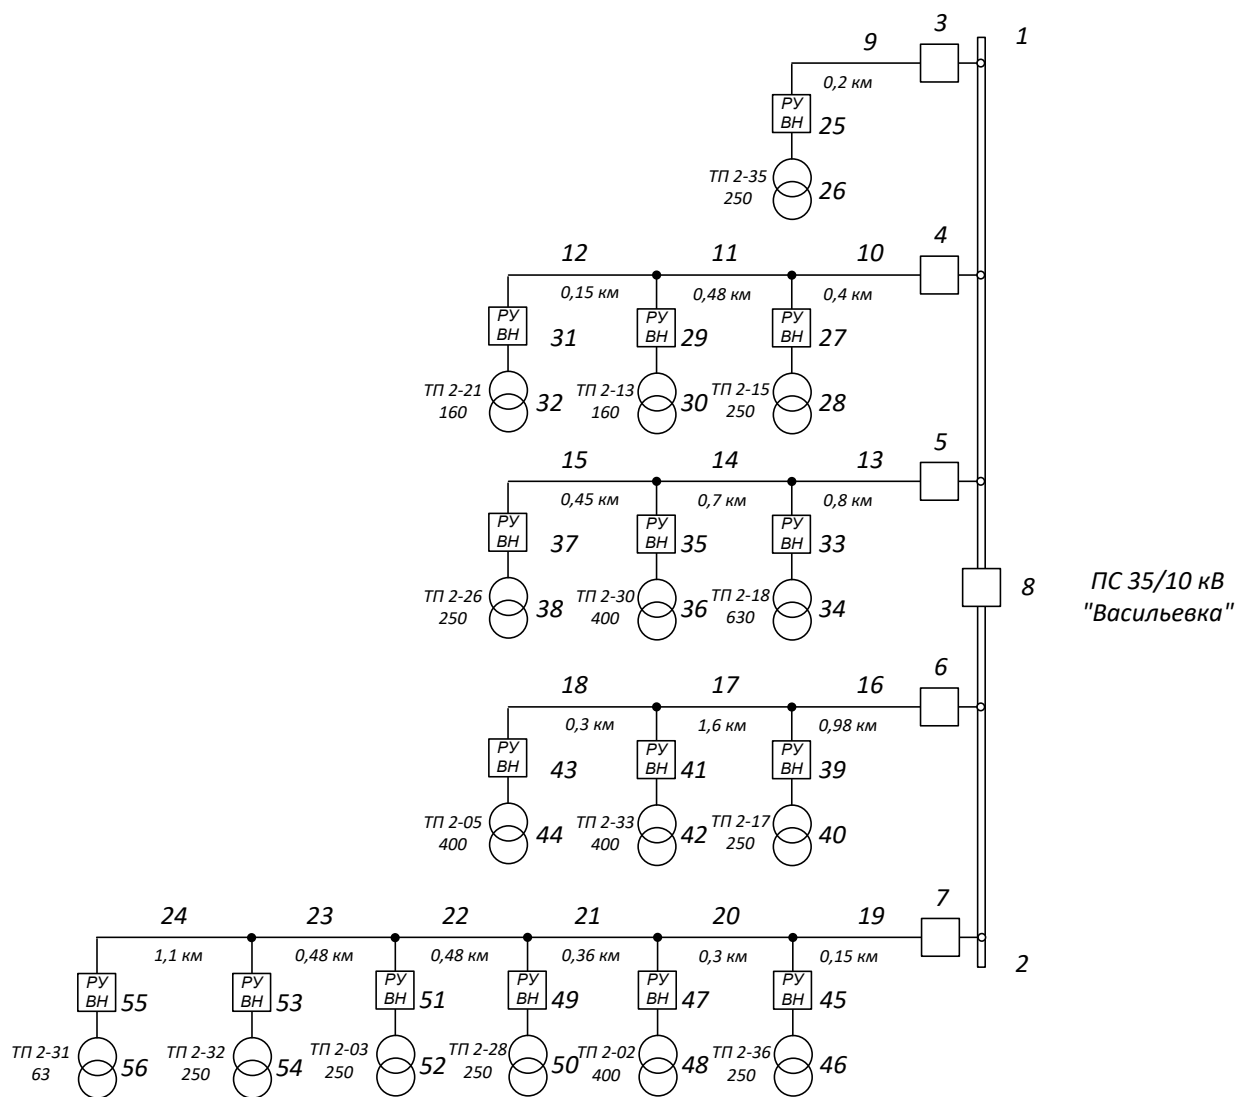 3
9
1
0,2 км
РУ
ВН
25
ТП 2-35
250
26
4
12
11
10
0,15 км
0,48 км
0,4 км
РУ
ВН
31
РУ
ВН
29
РУ
ВН
27
ТП 2-21
160
32
ТП 2-13
160
30
ТП 2-15
250
28
5
15
14
13
0,45 км
0,7 км
0,8 км
РУ
ВН
37
РУ
ВН
35
РУ
ВН
33
ТП 2-26
250
38
ТП 2-30
400
36
ТП 2-18
630
34
8
ПС 35/10 кВ
"Васильевка"
6
18
17
16
0,3 км
1,6 км
0,98 км
РУ
ВН
43
РУ
ВН
41
РУ
ВН
39
ТП 2-05
400
44
ТП 2-33
400
42
ТП 2-17
250
40
7
24
23
22
21
20
19
1,1 км
0,48 км
0,48 км
0,36 км
0,3 км
0,15 км
2
РУ
ВН
55
РУ
ВН
53
РУ
ВН
51
РУ
ВН
49
РУ
ВН
47
РУ
ВН
45
ТП 2-31
63
56
ТП 2-32
250
54
ТП 2-03
250
52
ТП 2-28
250
50
ТП 2-02
400
48
ТП 2-36
250
46